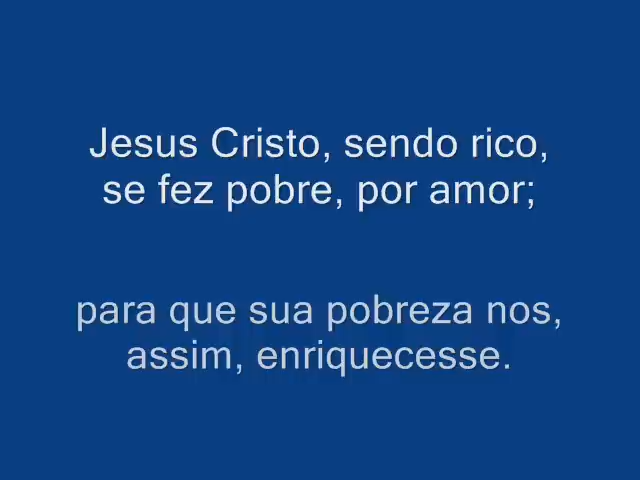 Jesus Cristo, sendo rico,
se fez pobre, por amor;
para que sua pobreza nos,
assim, enriquecesse.